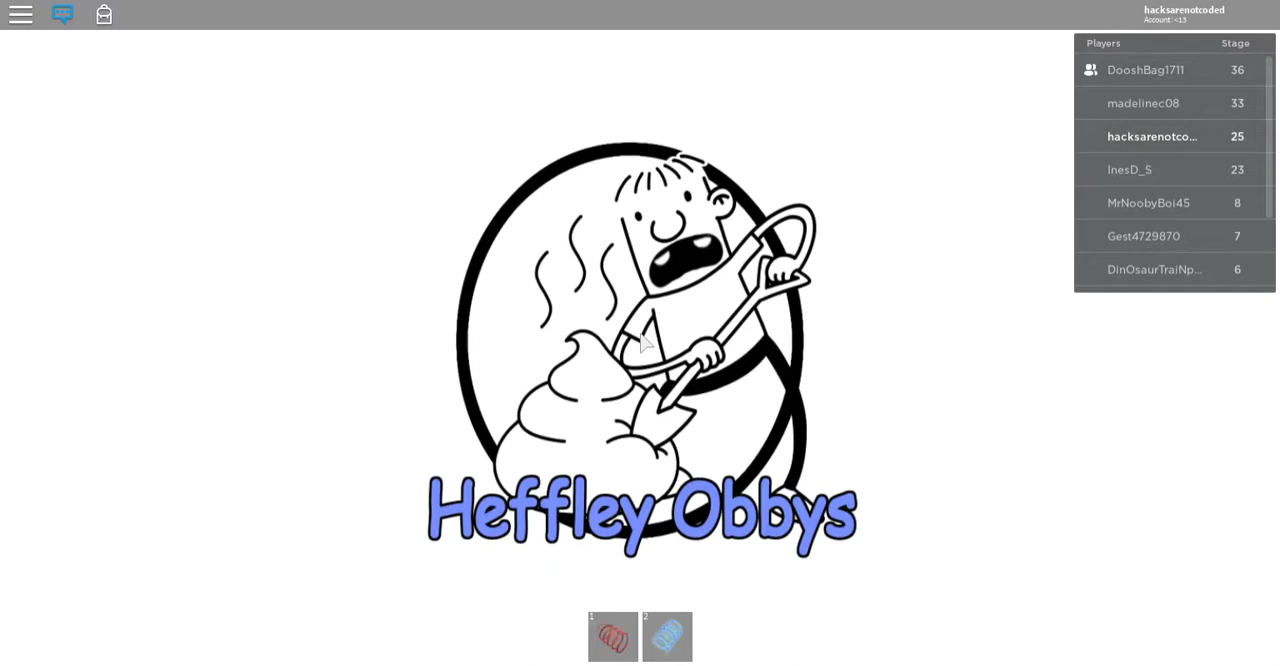 hacksarenotcoded
Account: <13
Players Stage
DooshBag1711 36
madelinec08 33
hacksarenotco... 25
InesD_S 23
MrNoobyBoi45 8
Gest4729870 7
DinOsaurTraiNp... 6
Heffley Obbys
1 2